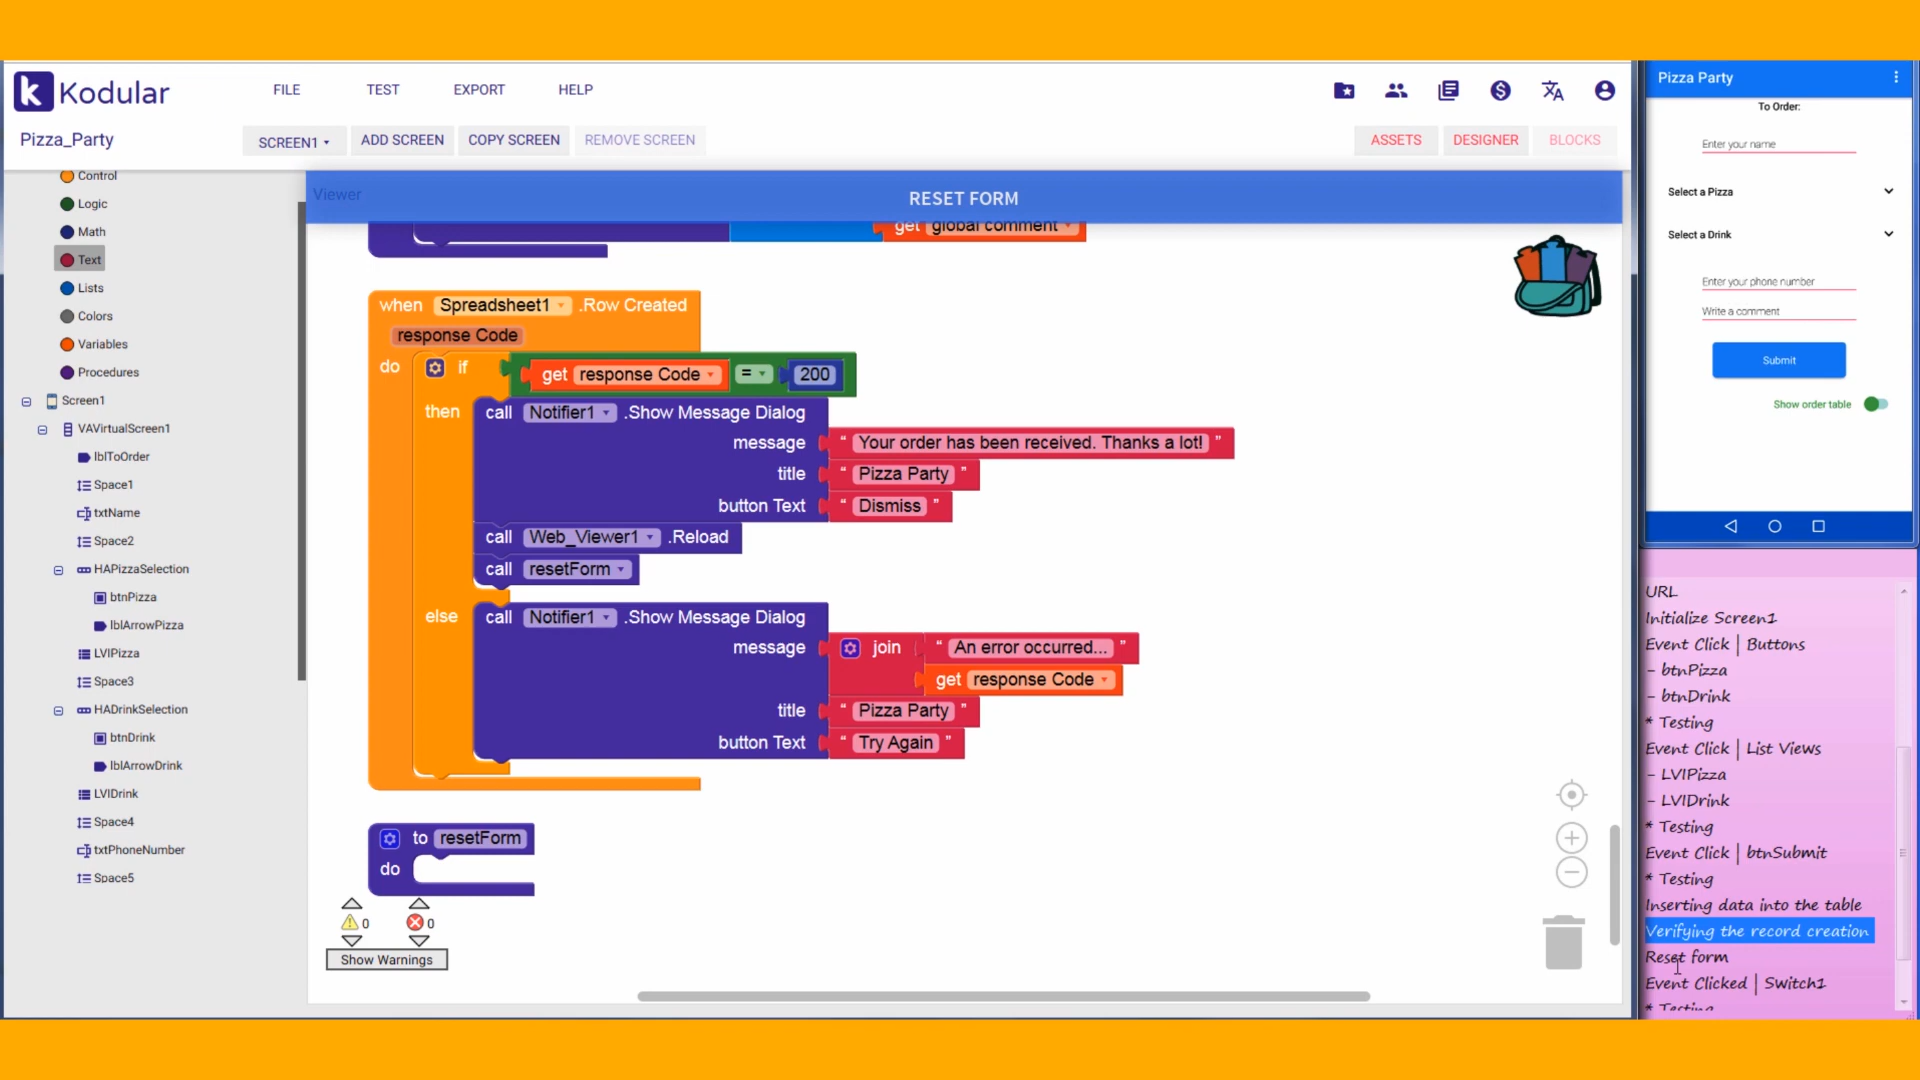 Kodular
FILE
TEST
EXPORT
HELP
Pizza_Party
SCREEN1
ADD SCREEN
COPY SCREEN
REMOVE SCREEN
ASSETS
DESIGNER
BLOCKS
Control
Logic
Math
Text
Lists
Colors
Variables
Procedures
Screen1
VAVirtualScreen1
lblToOrder
Space1
txtName
Space2
HAPizzaSelection
btnPizza
lblArrowPizza
LVIPizza
Space3
HADrinkSelection
btnDrink
lblArrowDrink
LVIDrink
Space4
txtPhoneNumber
Space5
Viewer
RESET FORM
get global comment
when Spreadsheet1 .Row Created
response Code
do if get response Code = 200
then call Notifier1 .Show Message Dialog
message “ Your order has been received. Thanks a lot! ”
title “ Pizza Party ”
button Text “ Dismiss ”
call Web_Viewer1 .Reload
call resetForm
else call Notifier1 .Show Message Dialog
message join “ An error occurred... ”
get response Code
title “ Pizza Party ”
button Text “ Try Again ”
to resetForm
do
0 0
Show Warnings
Pizza Party
To Order:
Enter your name
Select a Pizza
Select a Drink
Enter your phone number
Write a comment
Submit
Show order table
URL
Initialize Screen1
Event Click | Buttons
- btnPizza
- btnDrink
* Testing
Event Click | List Views
- LVIPizza
- LVIDrink
* Testing
Event Click | btnSubmit
* Testing
Inserting data into the table
Verifying the record creation
Reset form
Event Clicked | Switch1
* Testing